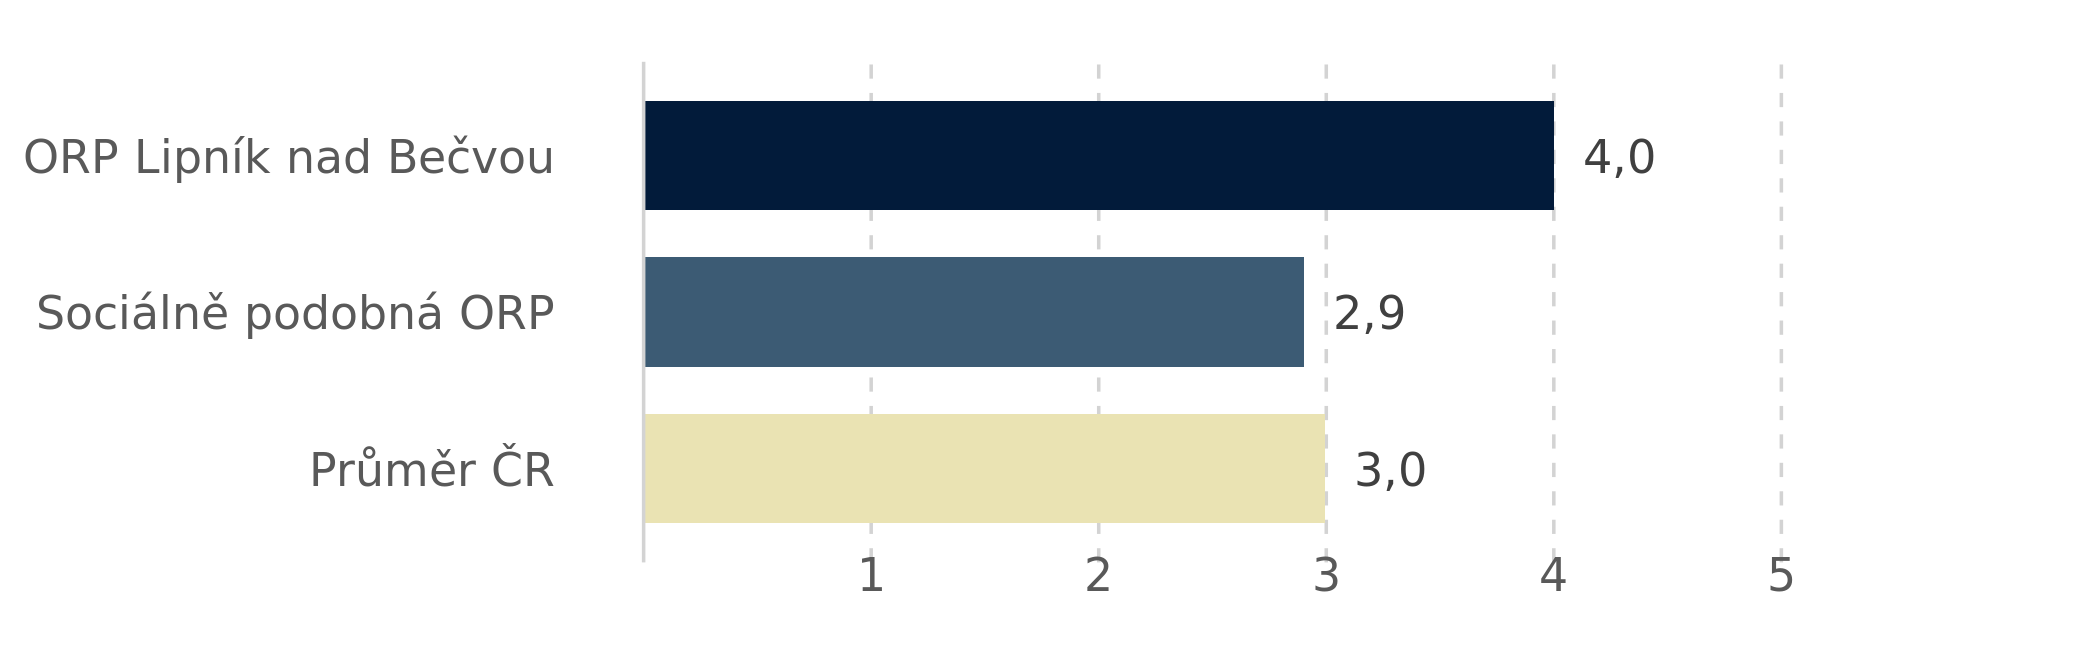 ORP Lipník nad Bečvou 4,0
Sociálně podobná ORP 2,9
Průměr ČR 3,0
1 2 3 4 5